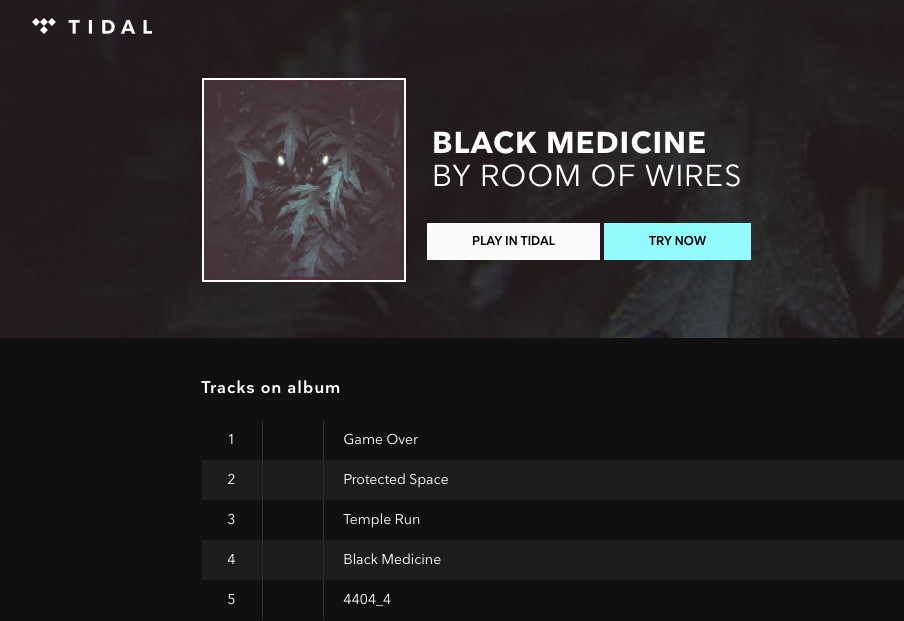 TIDAL
BLACK MEDICINE
BY ROOM OF WIRES
PLAY IN TIDAL
TRY NOW
Tracks on album
1 Game Over
2 Protected Space
3 Temple Run
4 Black Medicine
5 4404_4